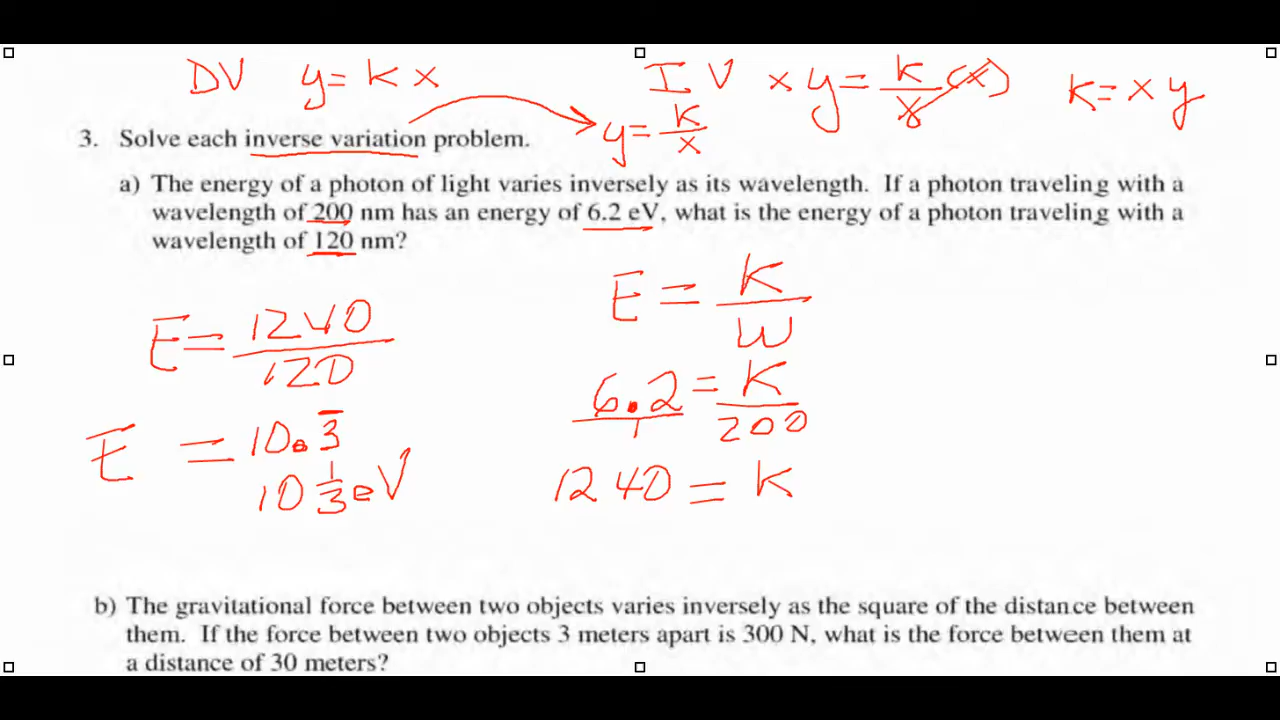 DV y = kx IV xy = k/x (x) k = xy
y = k/x
3. Solve each inverse variation problem.
a) The energy of a photon of light varies inversely as its wavelength. If a photon traveling with a
wavelength of 200 nm has an energy of 6.2 eV, what is the energy of a photon traveling with a
wavelength of 120 nm?
E = K/W
E = 1240/120
6.2/1 = K/200
E = 10.3̅
10 1/3 eV
1240 = K
b) The gravitational force between two objects varies inversely as the square of the distance between
them. If the force between two objects 3 meters apart is 300 N, what is the force between them at
a distance of 30 meters?